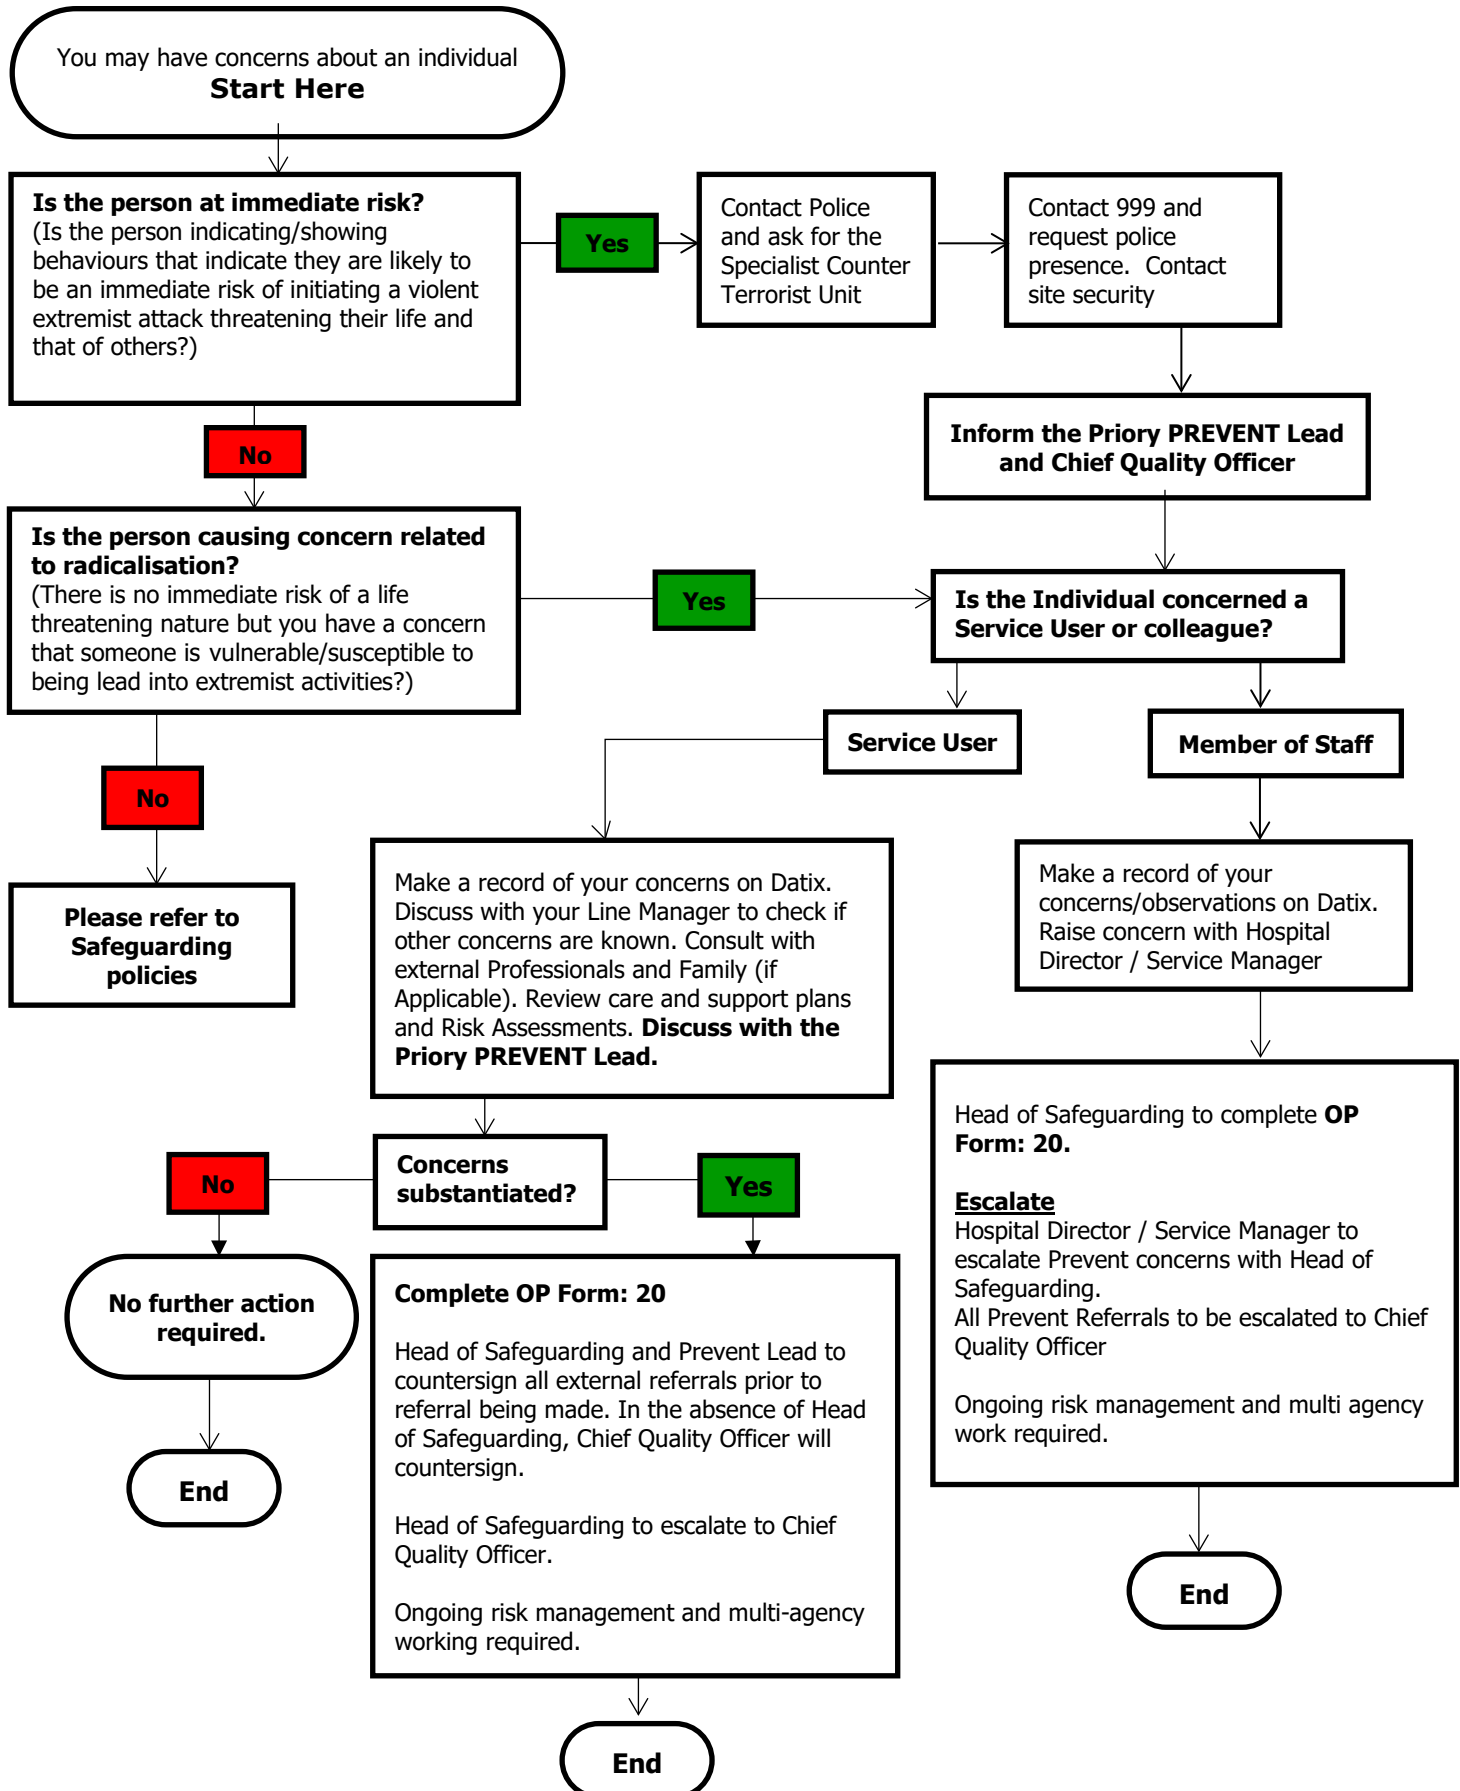 You may have concerns about an individual
Start Here
Is the person at immediate risk?
(Is the person indicating/showing
behaviours that indicate they are likely to
be an immediate risk of initiating a violent
extremist attack threatening their life and
that of others?)
Yes
Contact Police
and ask for the
Specialist Counter
Terrorist Unit
Contact 999 and
request police
presence.  Contact
site security
Inform the Priory PREVENT Lead
and Chief Quality Officer
No
Is the person causing concern related
to radicalisation?
(There is no immediate risk of a life
threatening nature but you have a concern
that someone is vulnerable/susceptible to
being lead into extremist activities?)
Yes
Is the Individual concerned a
Service User or colleague?
Service User
Member of Staff
No
Please refer to
Safeguarding
policies
Make a record of your concerns on Datix.
Discuss with your Line Manager to check if
other concerns are known. Consult with
external Professionals and Family (if
Applicable). Review care and support plans
and Risk Assessments. Discuss with the
Priory PREVENT Lead.
Make a record of your
concerns/observations on Datix.
Raise concern with Hospital
Director / Service Manager
Concerns
substantiated?
No
Yes
No further action
required.
End
Complete OP Form: 20
Head of Safeguarding and Prevent Lead to
countersign all external referrals prior to
referral being made. In the absence of Head
of Safeguarding, Chief Quality Officer will
countersign.
Head of Safeguarding to escalate to Chief
Quality Officer.
Ongoing risk management and multi-agency
working required.
End
Head of Safeguarding to complete OP
Form: 20.
Escalate
Hospital Director / Service Manager to
escalate Prevent concerns with Head of
Safeguarding.
All Prevent Referrals to be escalated to Chief
Quality Officer
Ongoing risk management and multi agency
work required.
End